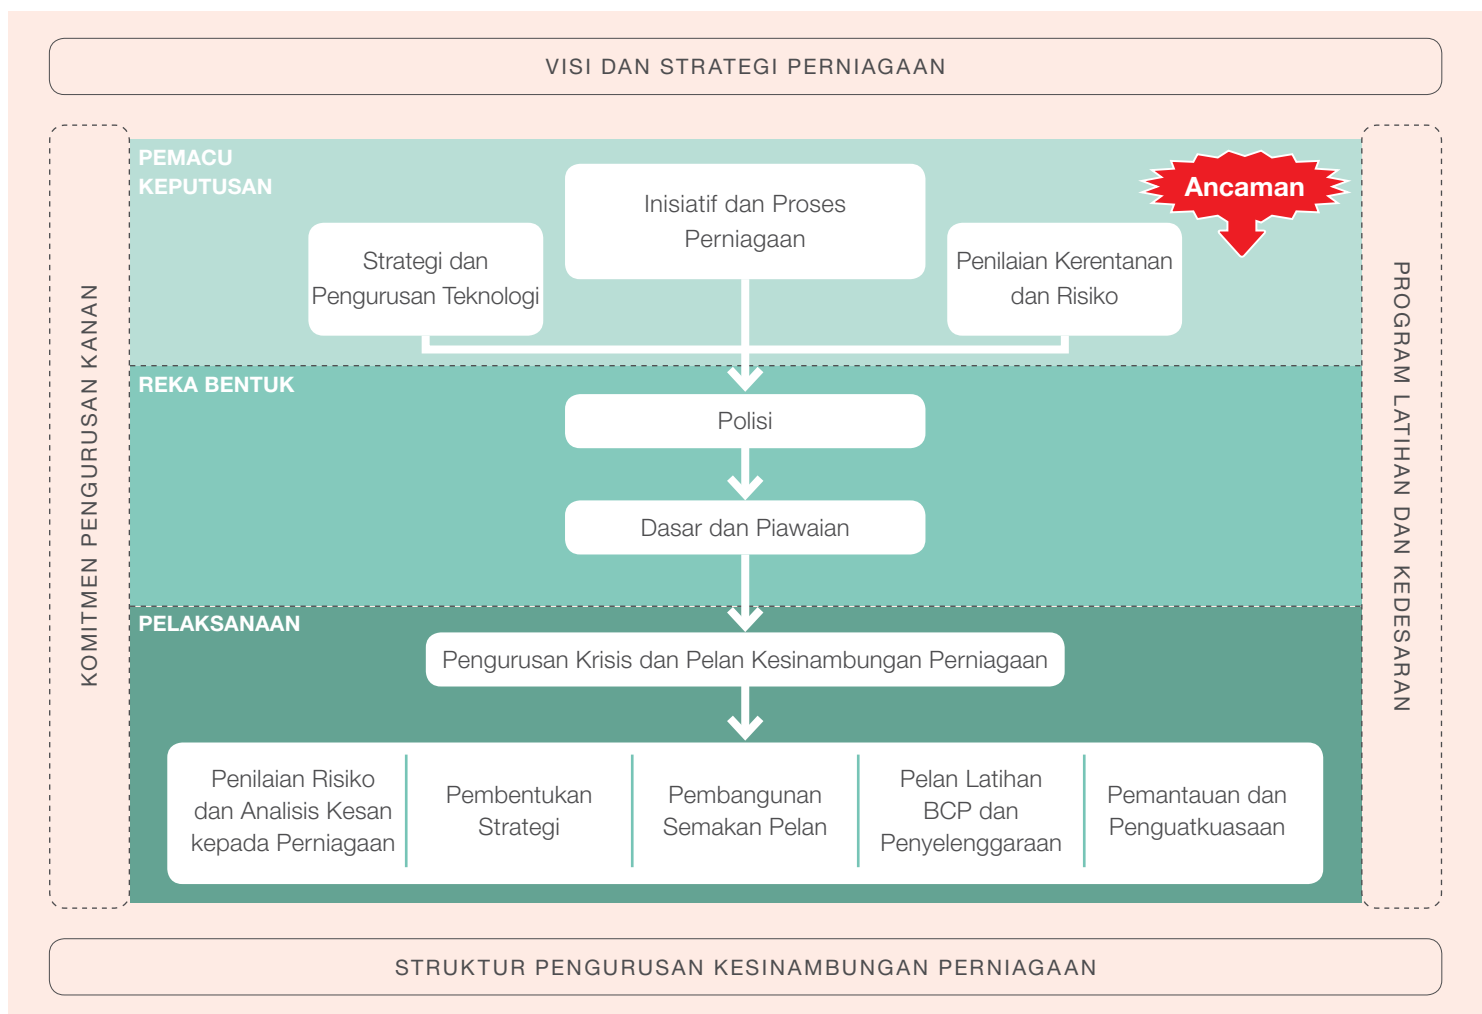 VISI DAN STRATEGI PERNIAGAAN
KOMITMEN PENGURUSAN KANAN
PEMACU
KEPUTUSAN
Inisiatif dan Proses
Perniagaan
Ancaman
Strategi dan
Pengurusan Teknologi
Penilaian Kerentanan
dan Risiko
REKA BENTUK
Polisi
Dasar dan Piawaian
PELAKSANAAN
Pengurusan Krisis dan Pelan Kesinambungan Perniagaan
Penilaian Risiko
dan Analisis Kesan
kepada Perniagaan
Pembentukan
Strategi
Pembangunan
Semakan Pelan
Pelan Latihan
BCP dan
Penyelenggaraan
Pemantauan dan
Penguatkuasaan
PROGRAM LATIHAN DAN KEDESARAN
STRUKTUR PENGURUSAN KESINAMBUNGAN PERNIAGAAN